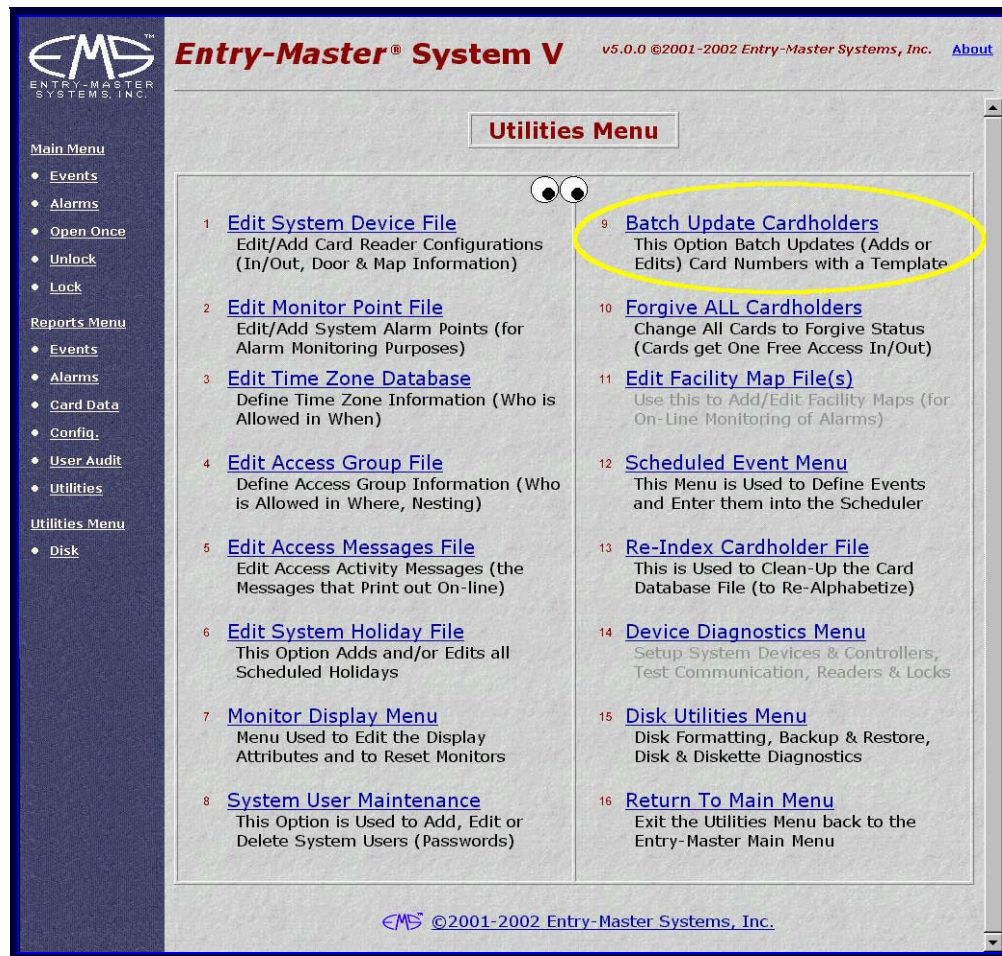 EMS™
ENTRY-MASTER
SYSTEMS, INC.
Entry-Master® System V
v5.0.0 ©2001-2002 Entry-Master Systems, Inc.
About
Main Menu
Events
Alarms
Open Once
Unlock
Lock
Reports Menu
Events
Alarms
Card Data
Config.
User Audit
Utilities
Utilities Menu
Disk
Utilities Menu
1 Edit System Device File
Edit/Add Card Reader Configurations
(In/Out, Door & Map Information)
2 Edit Monitor Point File
Edit/Add System Alarm Points (for
Alarm Monitoring Purposes)
3 Edit Time Zone Database
Define Time Zone Information (Who is
Allowed in When)
4 Edit Access Group File
Define Access Group Information (Who
is Allowed in Where, Nesting)
5 Edit Access Messages File
Edit Access Activity Messages (the
Messages that Print out On-line)
6 Edit System Holiday File
This Option Adds and/or Edits all
Scheduled Holidays
7 Monitor Display Menu
Menu Used to Edit the Display
Attributes and to Reset Monitors
8 System User Maintenance
This Option is Used to Add, Edit or
Delete System Users (Passwords)
9 Batch Update Cardholders
This Option Batch Updates (Adds or
Edits) Card Numbers with a Template
10 Forgive ALL Cardholders
Change All Cards to Forgive Status
(Cards get One Free Access In/Out)
11 Edit Facility Map File(s)
Use this to Add/Edit Facility Maps (for
On-Line Monitoring of Alarms)
12 Scheduled Event Menu
This Menu is Used to Define Events
and Enter them into the Scheduler
13 Re-Index Cardholder File
This is Used to Clean-Up the Card
Database File (to Re-Alphabetize)
14 Device Diagnostics Menu
Setup System Devices & Controllers,
Test Communication, Readers & Locks
15 Disk Utilities Menu
Disk Formatting, Backup & Restore,
Disk & Diskette Diagnostics
16 Return To Main Menu
Exit the Utilities Menu back to the
Entry-Master Main Menu
EMS ©2001-2002 Entry-Master Systems, Inc.